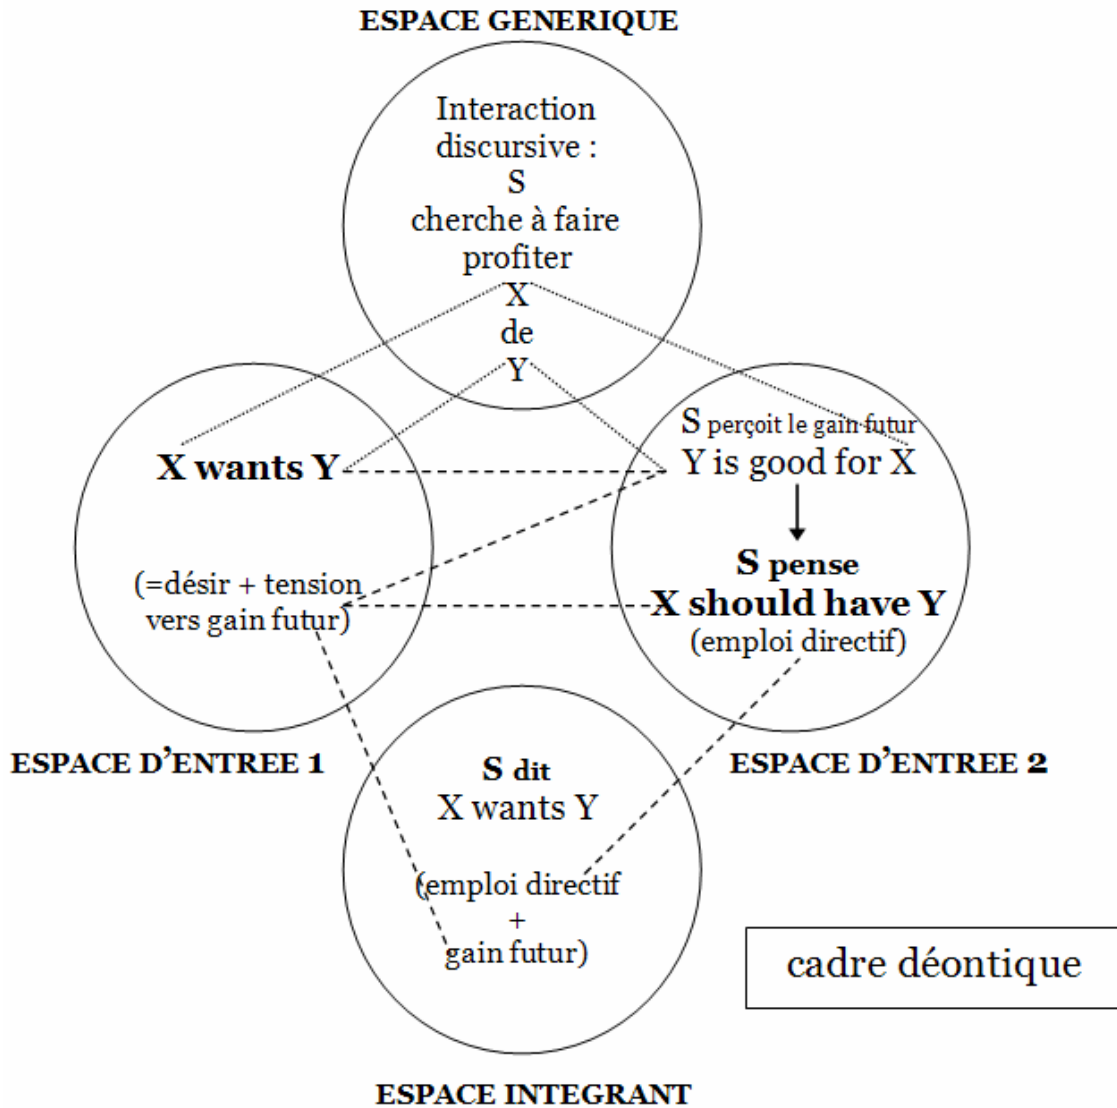 ESPACE GENERIQUE
Interaction
discursive :
S
cherche à faire
profiter
X
de
Y
X wants Y
(=désir + tension
vers gain futur)
ESPACE D’ENTREE 1
S perçoit le gain futur
Y is good for X
S pense
X should have Y
(emploi directif)
ESPACE D’ENTREE 2
S dit
X wants Y
(emploi directif
+
gain futur)
cadre déontique
ESPACE INTEGRANT